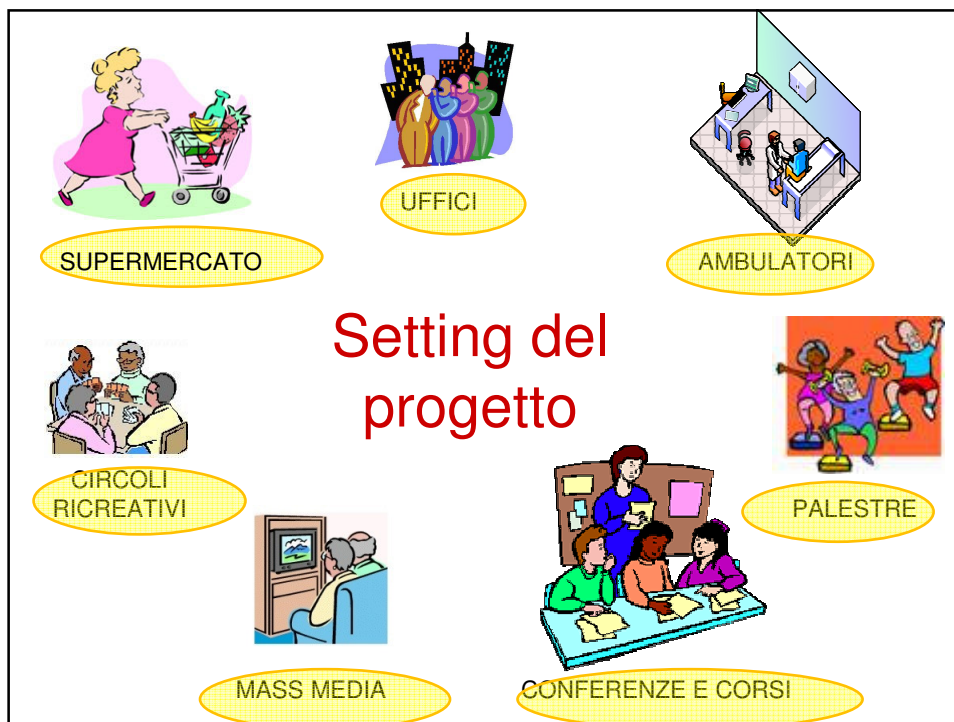 UFFICI
SUPERMERCATO
AMBULATORI
Setting del
progetto
CIRCOLI
RICREATIVI
PALESTRE
MASS MEDIA
CONFERENZE E CORSI